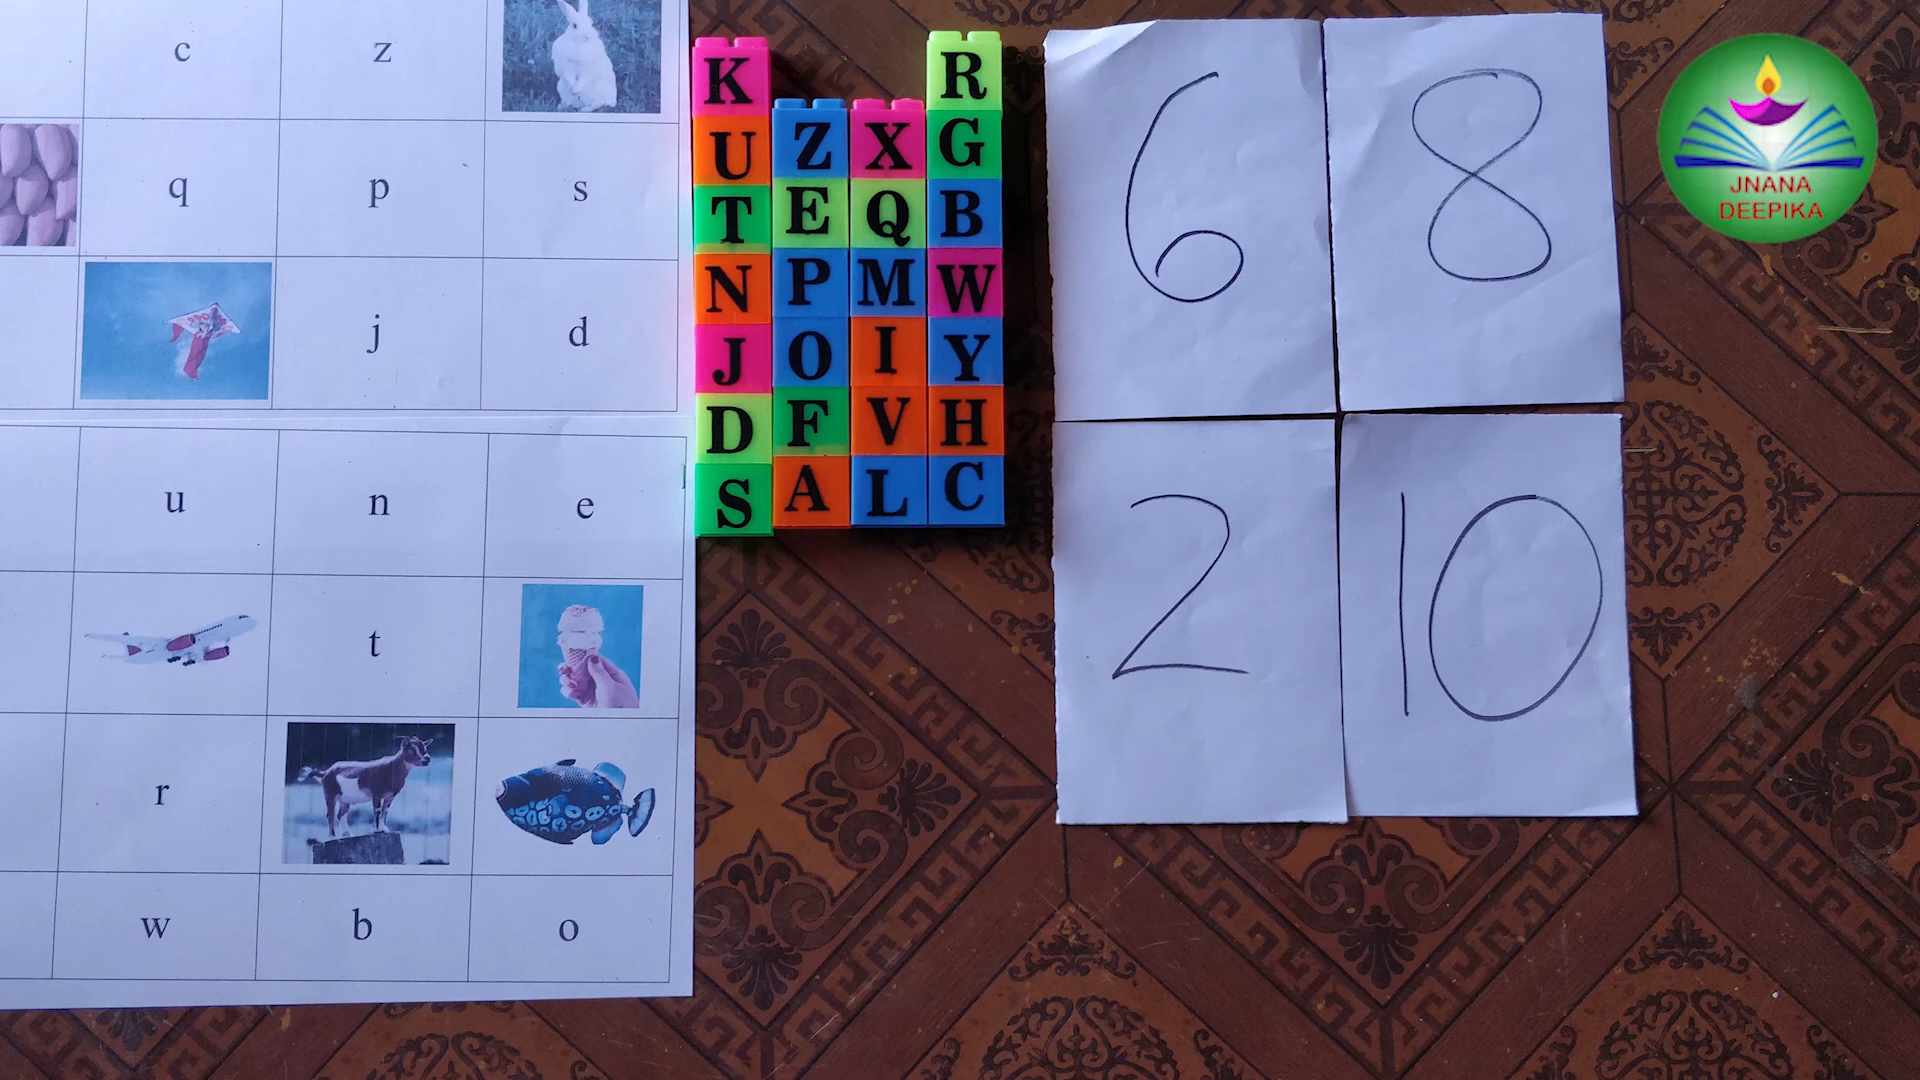 c z
q p s
j d
u n e
t
r
w b o
K
U
T
N
J
D
S
Z
E
P
O
F
A
X
Q
M
I
V
L
R
G
B
W
Y
H
C
6 8
2 10
JNANA
DEEPIKA